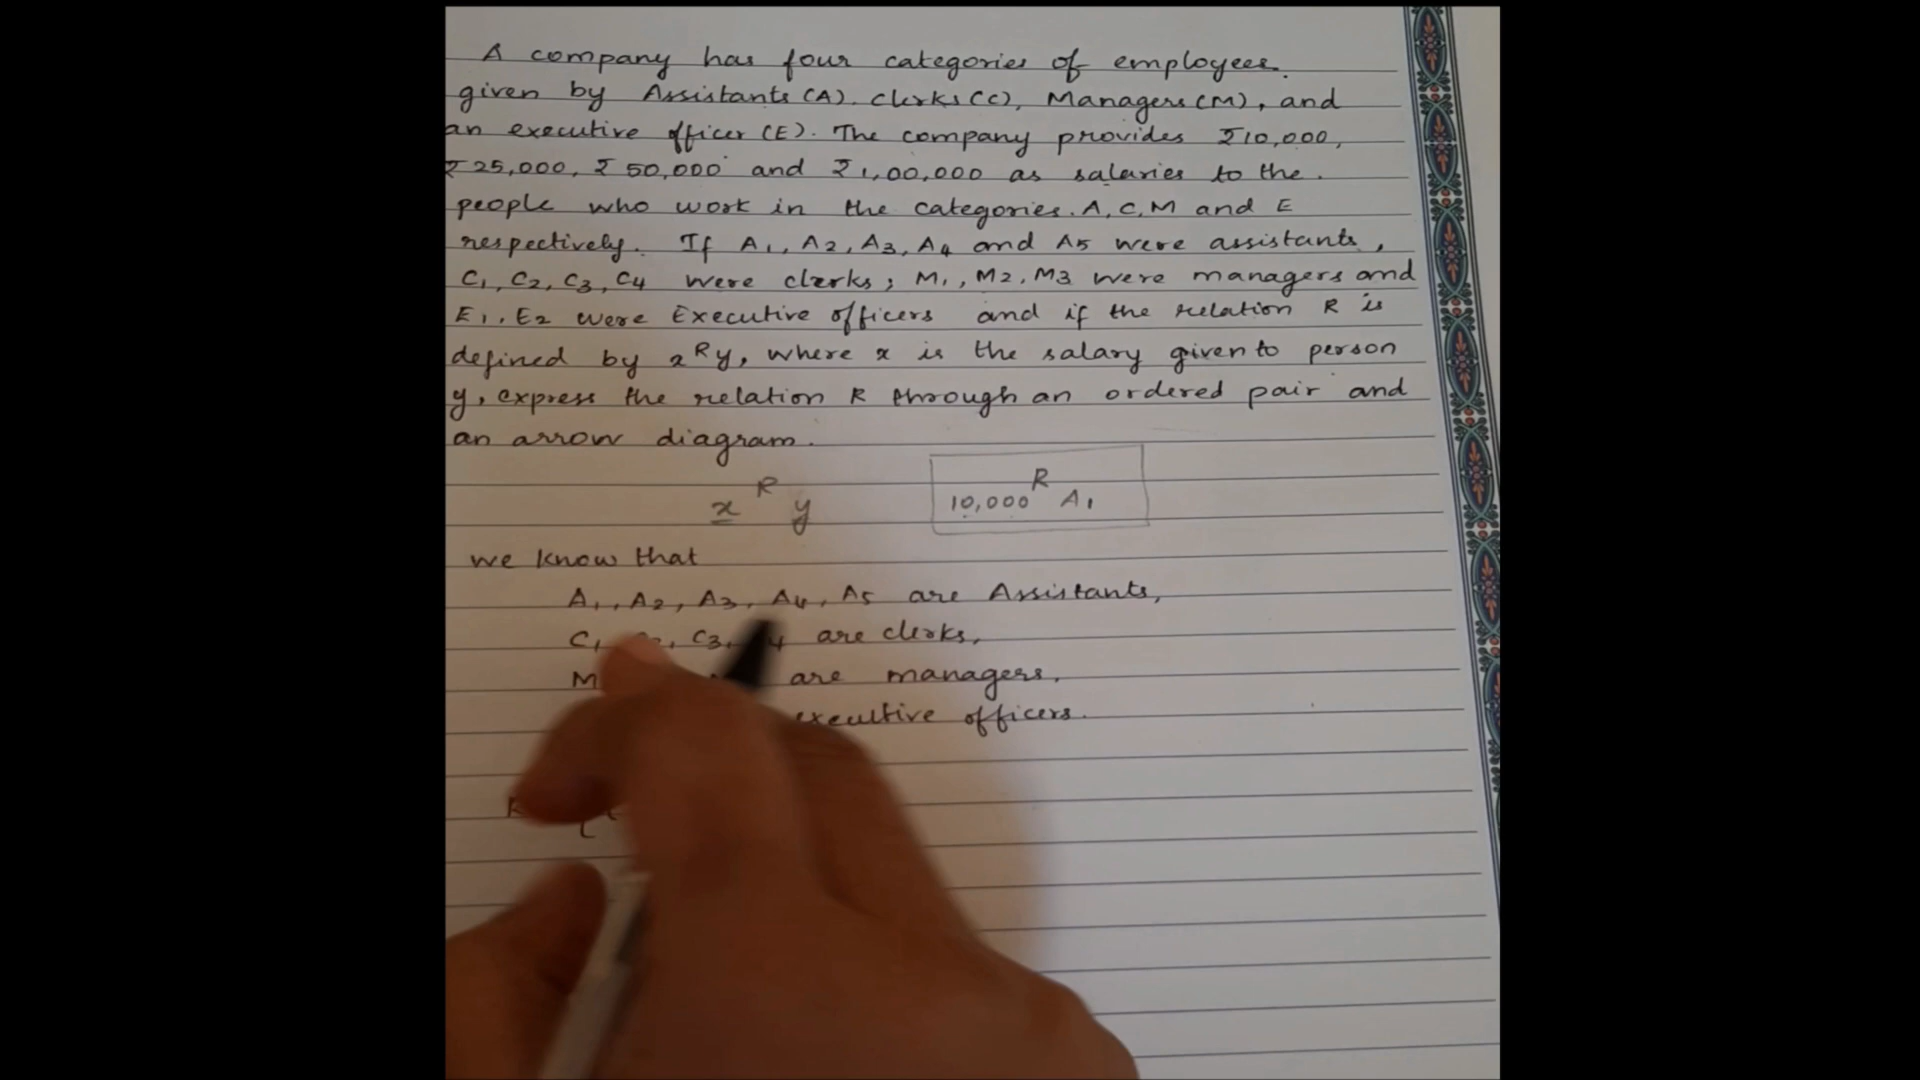 A company has four categories of employees.
given by Assistants (A). Clerks (C), Managers (M), and
an executive officer (E). The company provides ₹10,000,
₹25,000, ₹50,000 and ₹1,00,000 as salaries to the.
people who work in the categories. A, C, M and E
respectively. If A1, A2, A3, A4 and A5 were assistants,
C1, C2, C3, C4 were clerks; M1, M2, M3 were managers and
E1, E2 were Executive officers and if the relation R is
defined by xRy, where x is the salary given to person
y, express the relation R through an ordered pair and
an arrow diagram.
x R y
10,000 R A1
we know that
A1, A2, A3, A4, A5 are Assistants,
C1, C3, are clerks,
M are managers,
officers.